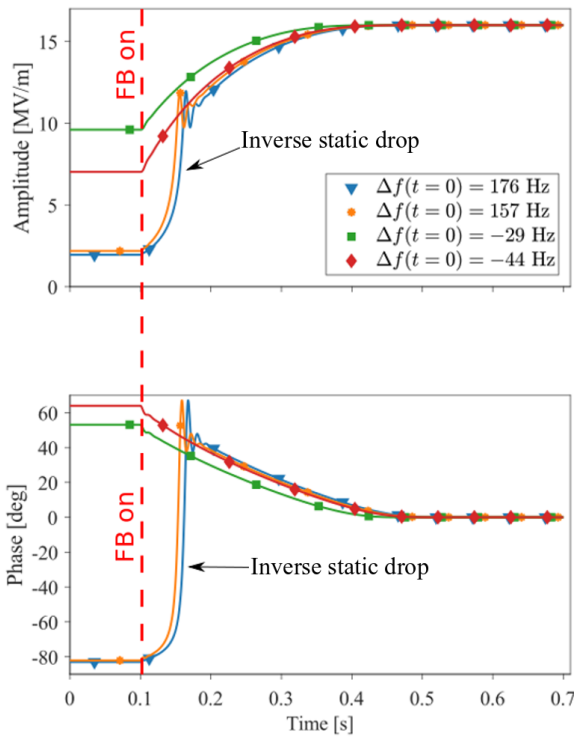 15
10
5
0
Amplitude [MV/m]
FB on
Inverse static drop
Δf(t = 0) = 176 Hz
Δf(t = 0) = 157 Hz
Δf(t = 0) = −29 Hz
Δf(t = 0) = −44 Hz
60
40
20
0
-20
-40
-60
-80
Phase [deg]
FB on
Inverse static drop
0 0.1 0.2 0.3 0.4 0.5 0.6 0.7
Time [s]